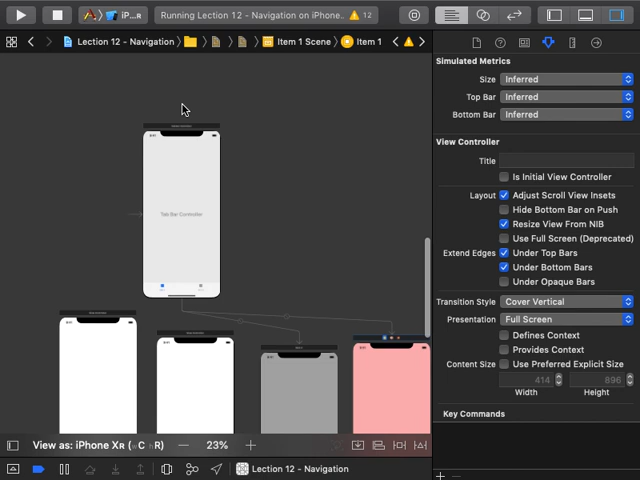 iP...R
Running Lection 12 - Navigation on iPhone...
12
Lection 12 - Navigation
Item 1 Scene
Item 1
Simulated Metrics
Size
Inferred
Top Bar
Inferred
Bottom Bar
Inferred
View Controller
Title
Is Initial View Controller
Layout
Adjust Scroll View Insets
Hide Bottom Bar on Push
Resize View From NIB
Use Full Screen (Deprecated)
Extend Edges
Under Top Bars
Under Bottom Bars
Under Opaque Bars
Transition Style
Cover Vertical
Presentation
Full Screen
Defines Context
Provides Context
Content Size
Use Preferred Explicit Size
414
896
Width
Height
Key Commands
Tab Bar Controller
View as: iPhone XR (
C
R)
23%
Lection 12 - Navigation